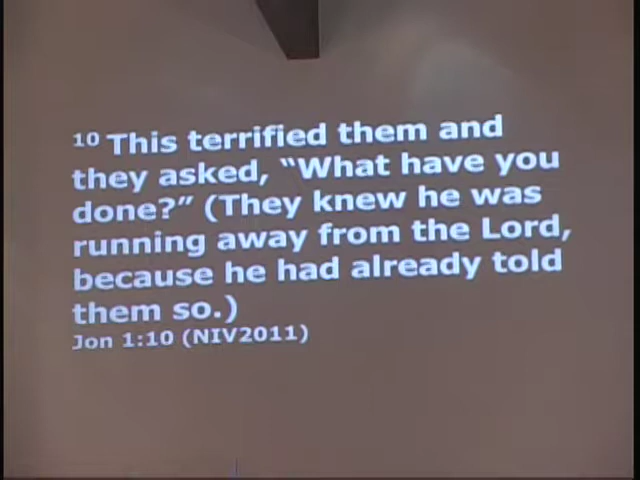 10 This terrified them and
they asked, “What have you
done?” (They knew he was
running away from the Lord,
because he had already told
them so.)
Jon 1:10 (NIV2011)